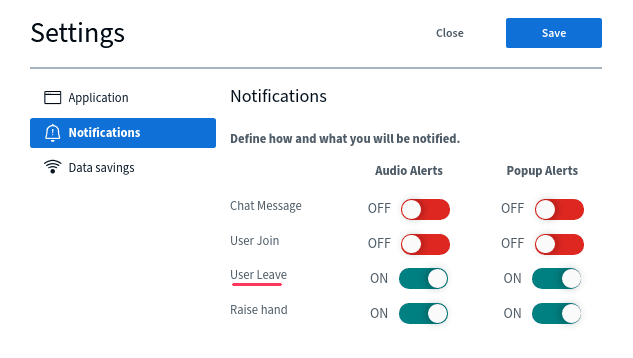 Settings
Close
Save
Application
Notifications
Data savings
Notifications
Define how and what you will be notified.
Audio Alerts Popup Alerts
Chat Message OFF OFF
User Join OFF OFF
User Leave ON ON
Raise hand ON ON